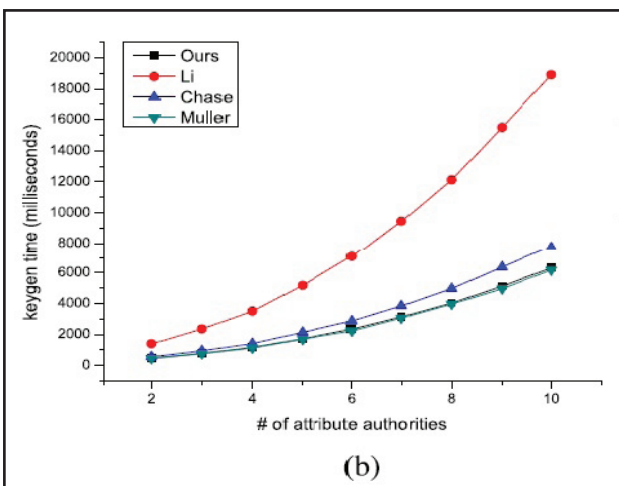 Ours
Li
Chase
Muller
20000
18000
16000
14000
12000
10000
8000
6000
4000
2000
0
keygen time (milliseconds)
2 4 6 8 10
# of attribute authorities
(b)